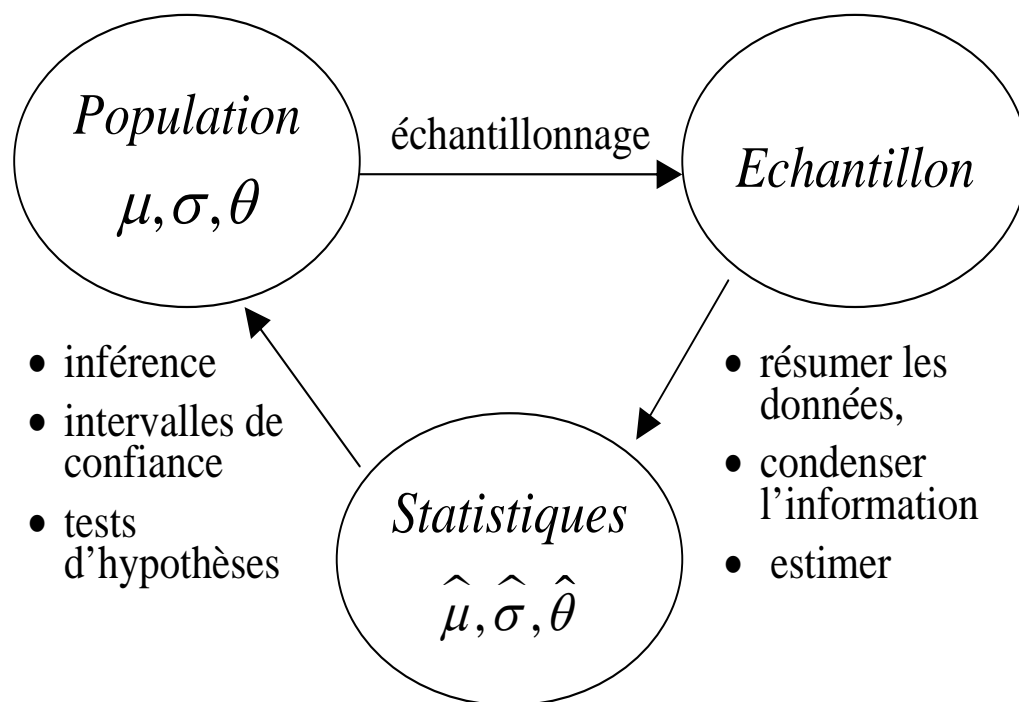 Population
μ, σ, θ
échantillonnage
Echantillon
• inférence
• intervalles de
confiance
• tests
d’hypothèses
• résumer les
données,
• condenser
l’information
• estimer
Statistiques
μ̂, σ̂, θ̂